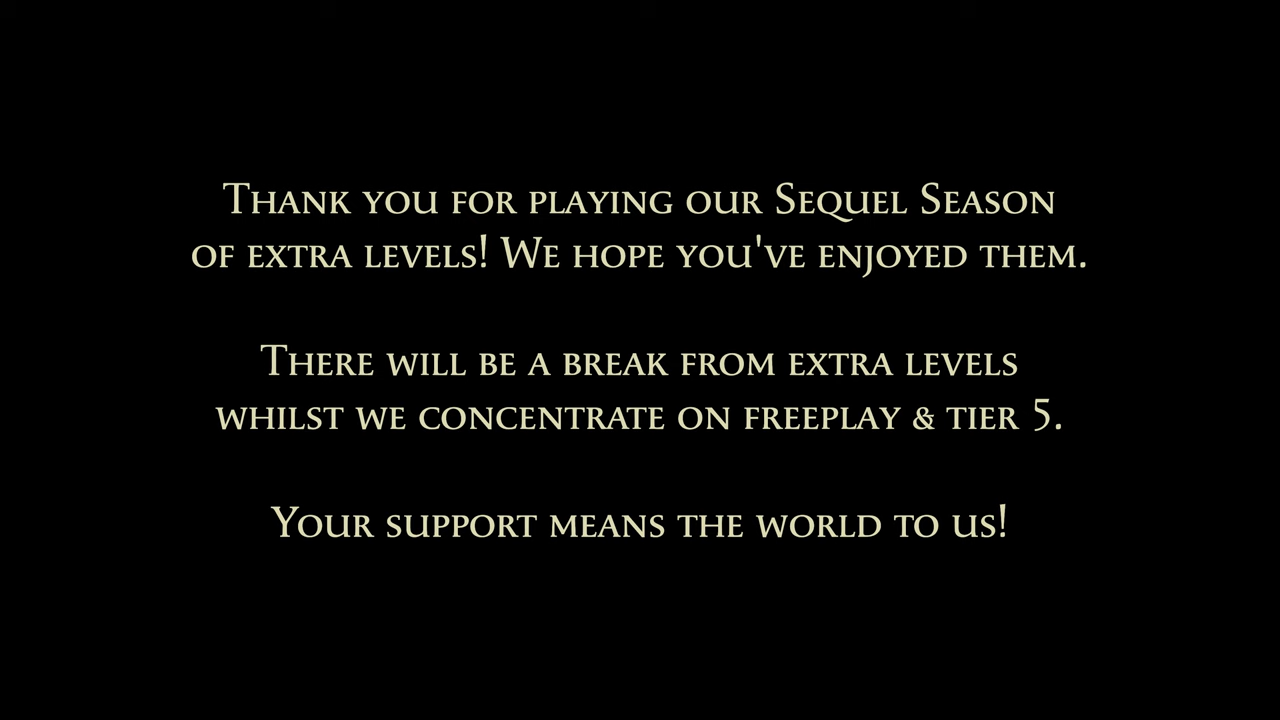 Thank you for playing our Sequel Season
of extra levels! We hope you've enjoyed them.
There will be a break from extra levels
whilst we concentrate on freeplay & tier 5.
Your support means the world to us!